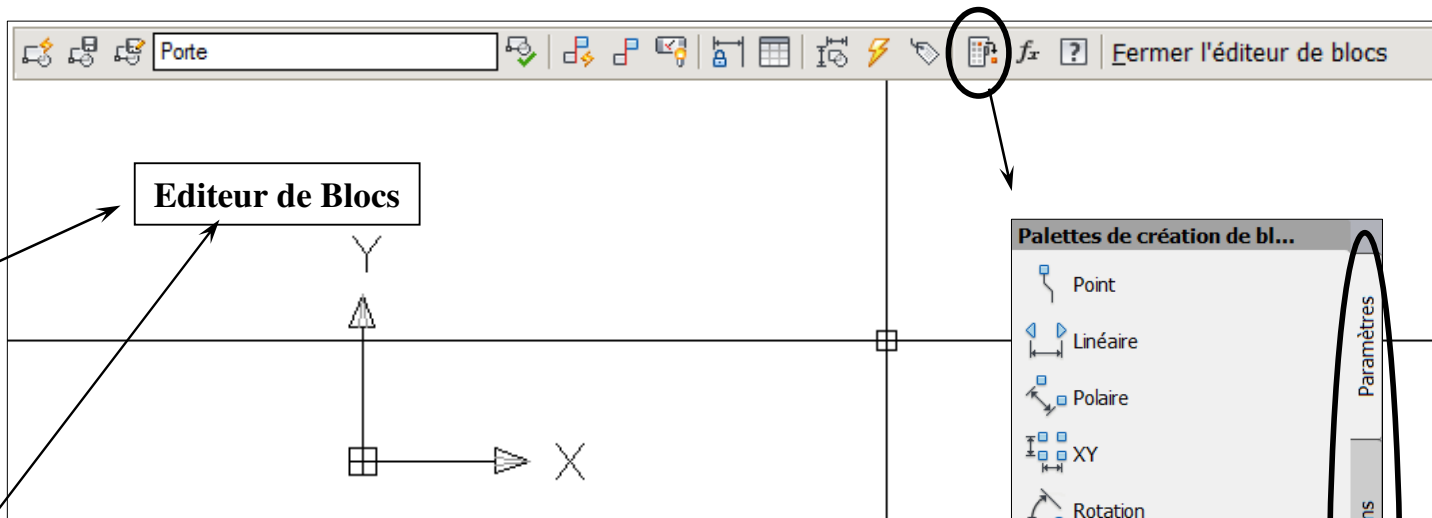 Porte
fx
?
Fermer l'éditeur de blocs
Editeur de Blocs
Y
X
Palettes de création de bl...
Point
Linéaire
Polaire
XY
Rotation
Paramètres